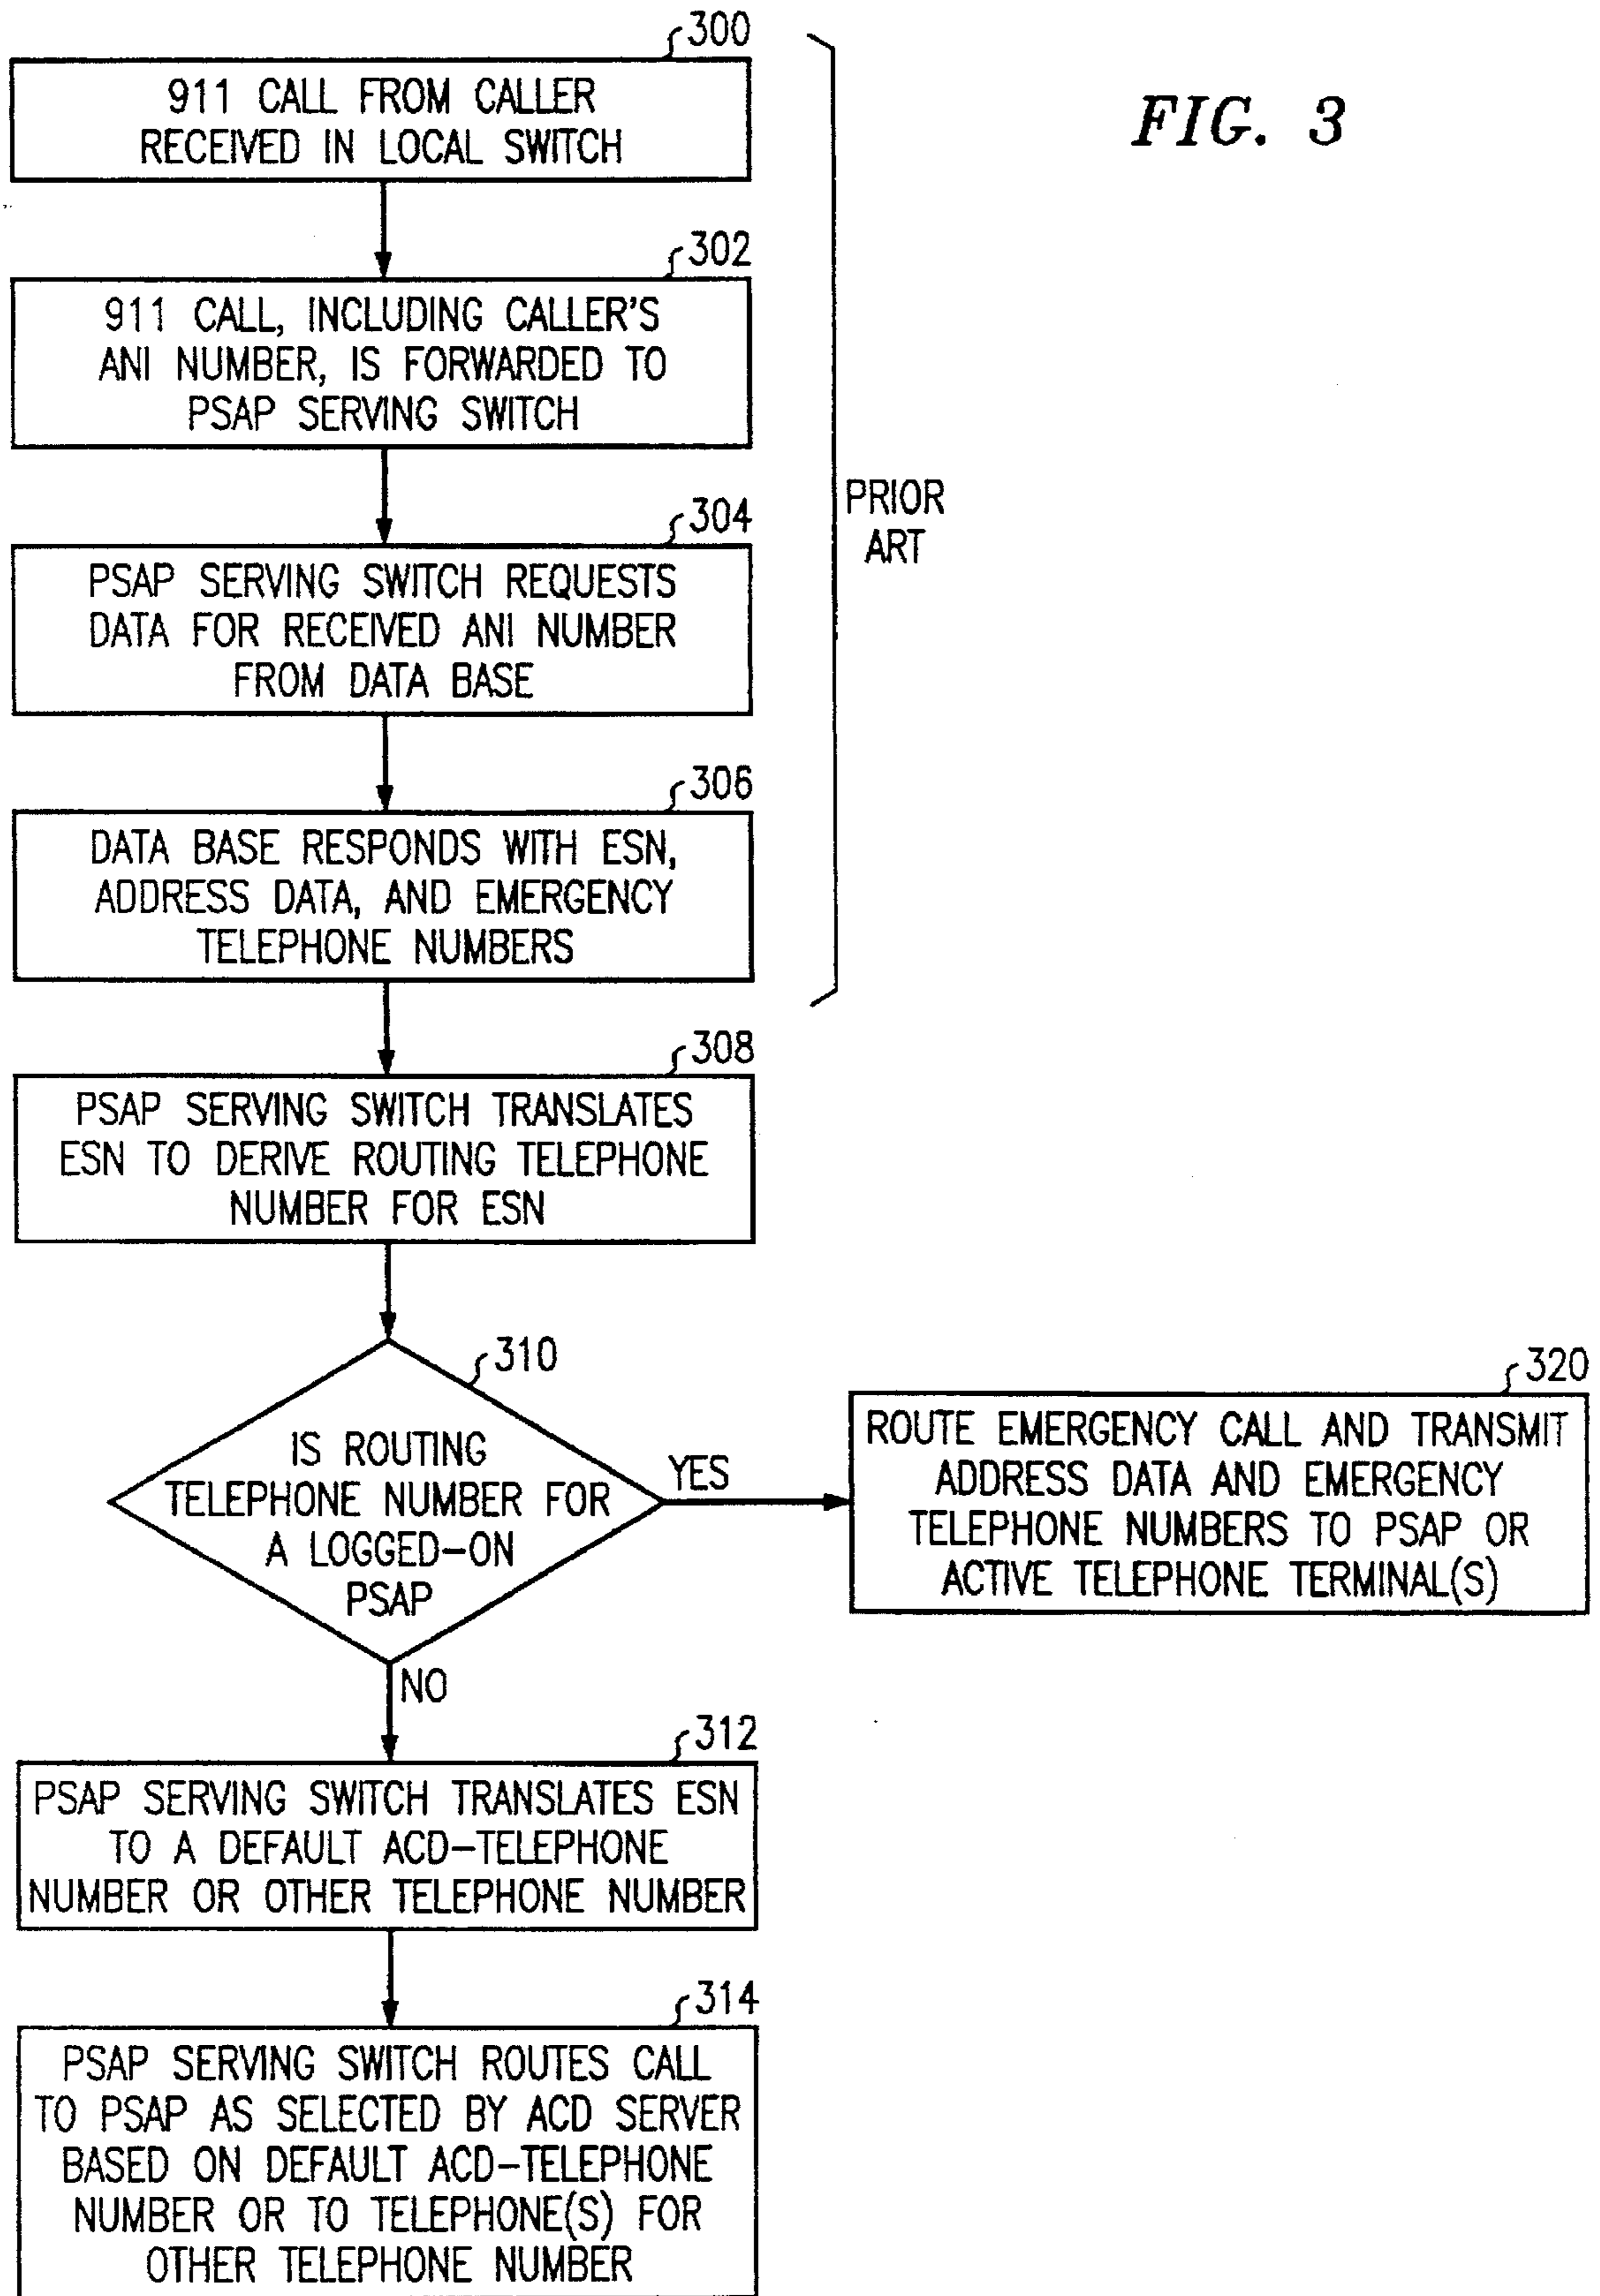 FIG. 3
300
911 CALL FROM CALLER
RECEIVED IN LOCAL SWITCH
302
911 CALL, INCLUDING CALLER'S
ANI NUMBER, IS FORWARDED TO
PSAP SERVING SWITCH
304
PSAP SERVING SWITCH REQUESTS
DATA FOR RECEIVED ANI NUMBER
FROM DATA BASE
306
DATA BASE RESPONDS WITH ESN,
ADDRESS DATA, AND EMERGENCY
TELEPHONE NUMBERS
PRIOR
ART
308
PSAP SERVING SWITCH TRANSLATES
ESN TO DERIVE ROUTING TELEPHONE
NUMBER FOR ESN
310
IS ROUTING
TELEPHONE NUMBER FOR
A LOGGED-ON
PSAP
YES
320
ROUTE EMERGENCY CALL AND TRANSMIT
ADDRESS DATA AND EMERGENCY
TELEPHONE NUMBERS TO PSAP OR
ACTIVE TELEPHONE TERMINAL(S)
NO
312
PSAP SERVING SWITCH TRANSLATES ESN
TO A DEFAULT ACD-TELEPHONE
NUMBER OR OTHER TELEPHONE NUMBER
314
PSAP SERVING SWITCH ROUTES CALL
TO PSAP AS SELECTED BY ACD SERVER
BASED ON DEFAULT ACD-TELEPHONE
NUMBER OR TO TELEPHONE(S) FOR
OTHER TELEPHONE NUMBER